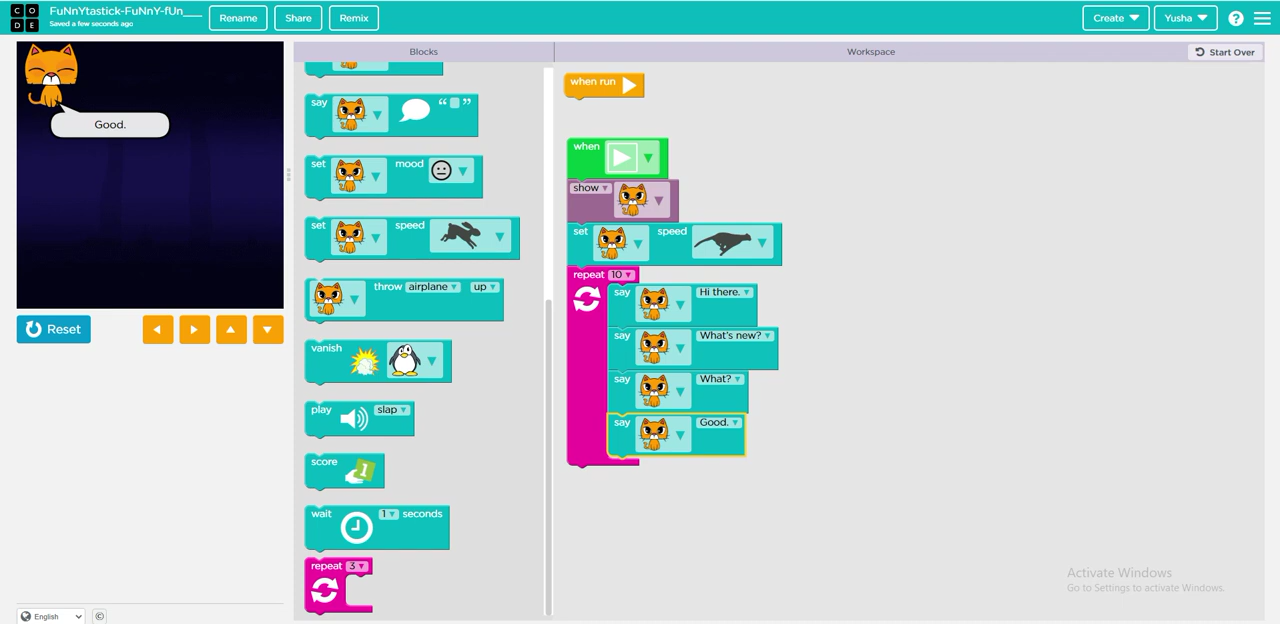 C O
D E
FuNnYtastick-FuNnY-fUn___
Saved a few seconds ago
Rename
Share
Remix
Create
Yusha
?
Blocks
Workspace
Start Over
Good.
Reset
say “ ”
set mood
set speed
throw airplane up
vanish
play slap
score 1
wait 1 seconds
repeat 3
when run
when
show
set speed
repeat 10
say Hi there.
say What's new?
say What?
say Good.
Activate Windows
Go to Settings to activate Windows.
English
©